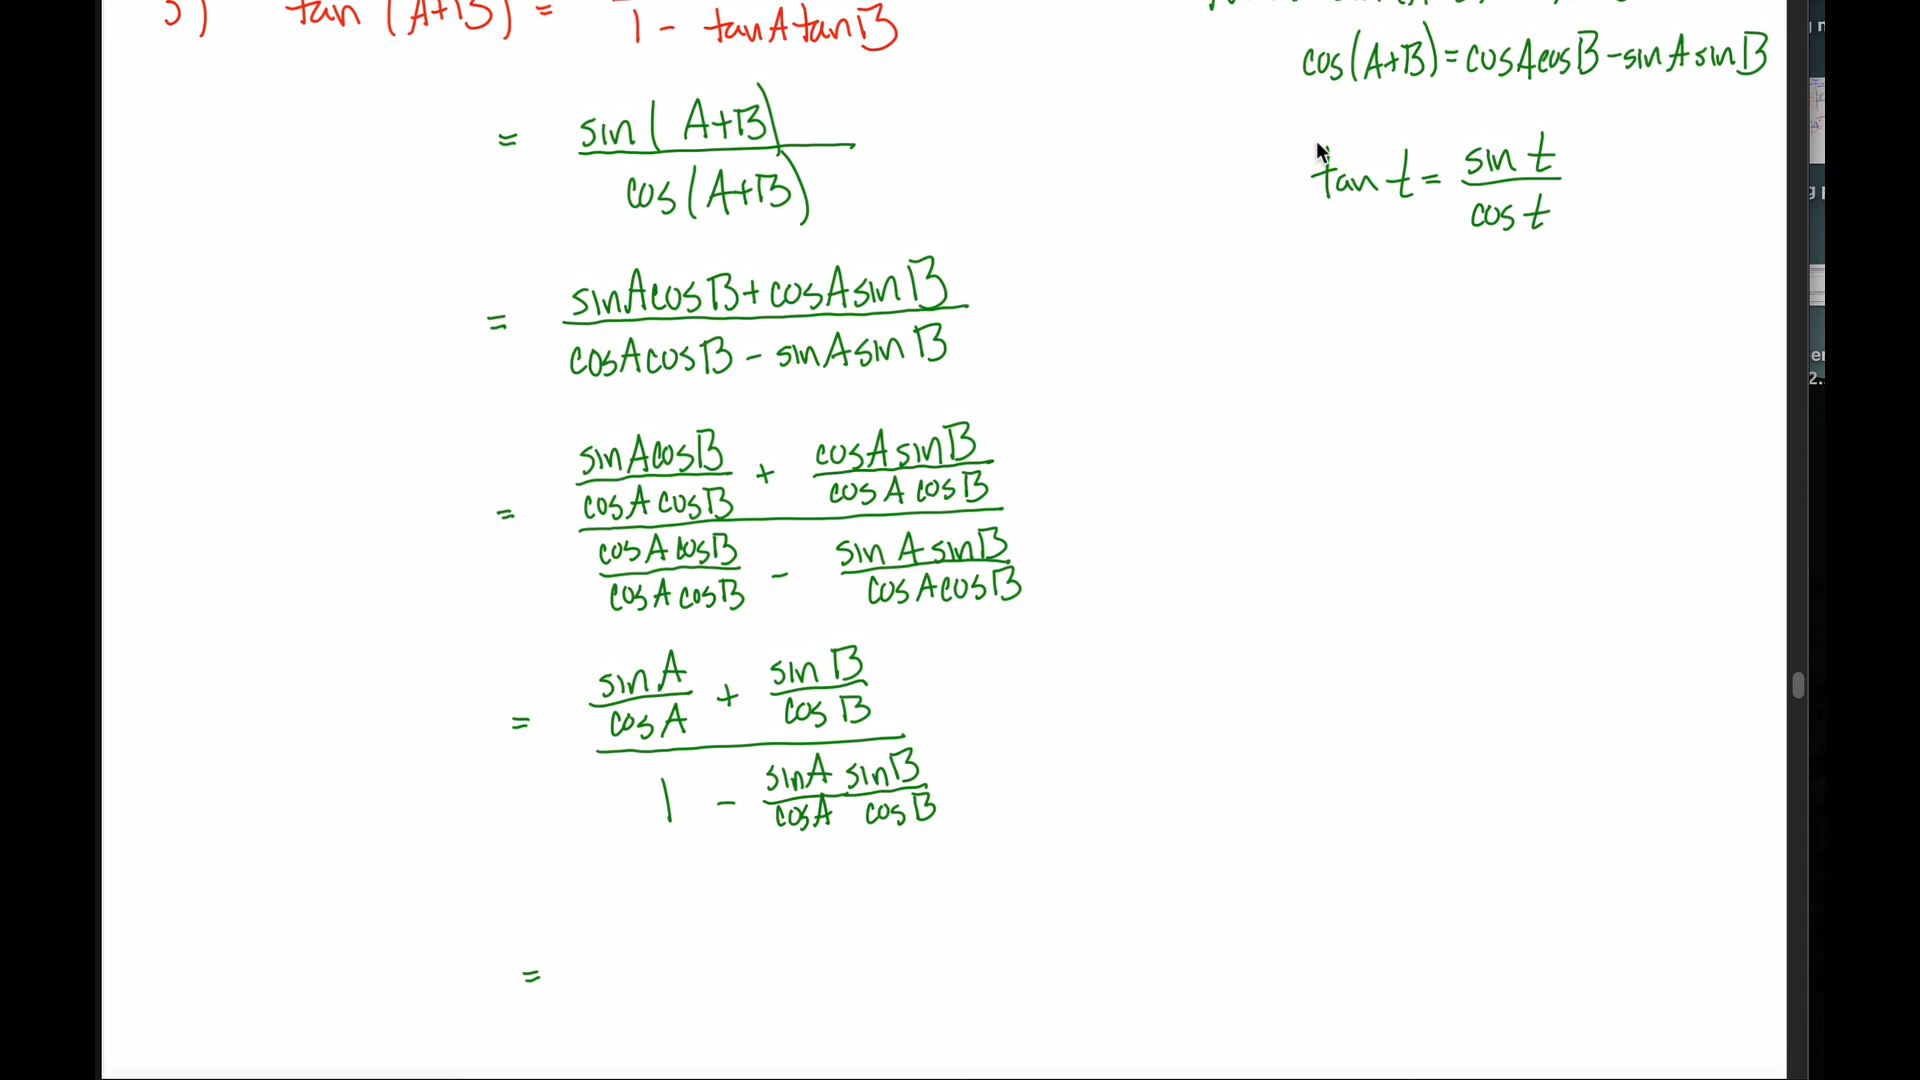 3) tan (A+B) = / 1 - tanA tanB
cos(A+B) = cosAcosB - sinAsinB
= sin(A+B) / cos(A+B)
tan t = sin t / cos t
= sinAcosB + cosAsinB / cosAcosB - sinAsinB
= sinAcosB / cosAcosB + cosAsinB / cosAcosB
cosAcosB / cosAcosB - sinAsinB / cosAcosB
= sinA / cosA + sinB / cosB
1 - sinA sinB / cosA cosB
=